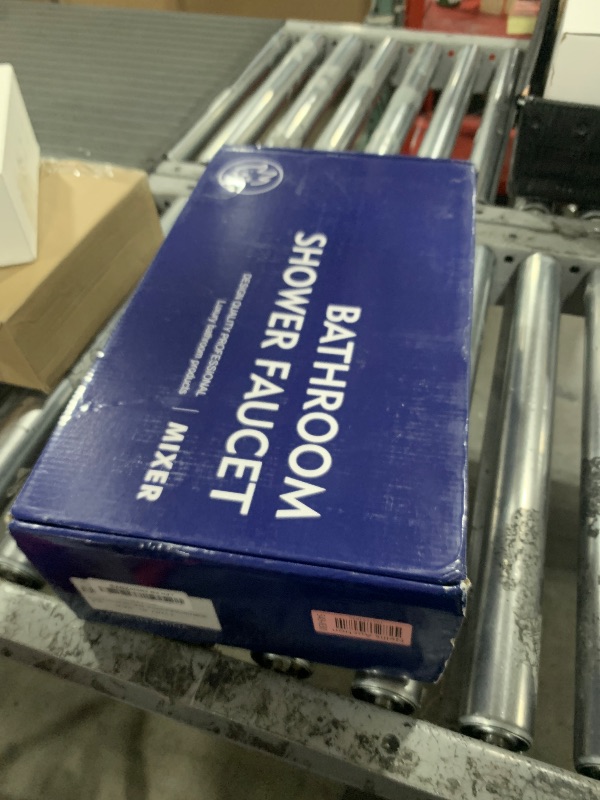 BATHROOM
SHOWER FAUCET
DESIGN QUALITY PROFESSIONAL
Luxury bathroom products | MIXER